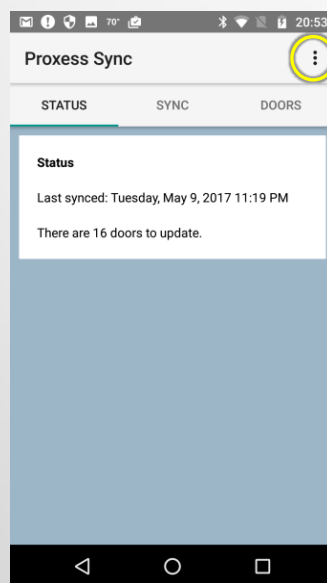 70° 20:53
Proxess Sync
STATUS SYNC DOORS
Status
Last synced: Tuesday, May 9, 2017 11:19 PM
There are 16 doors to update.